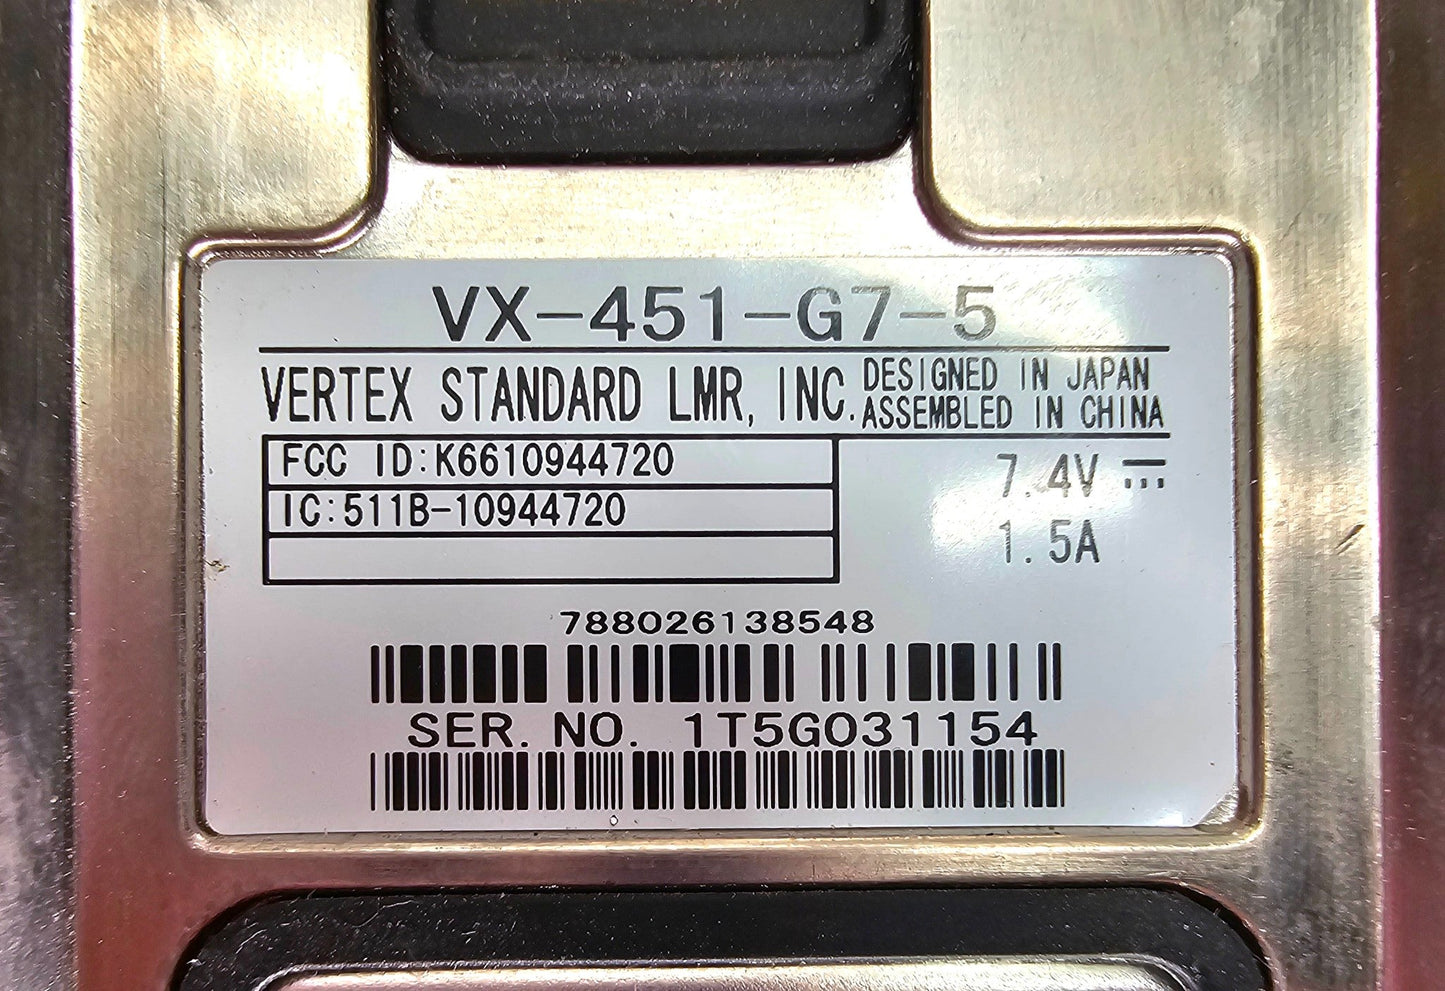 VX-451-G7-5
VERTEX STANDARD LMR, INC.
DESIGNED IN JAPAN
ASSEMBLED IN CHINA
FCC ID:K6610944720
IC:511B-10944720
7.4V
1.5A
788026138548
SER. NO. 1T5G031154